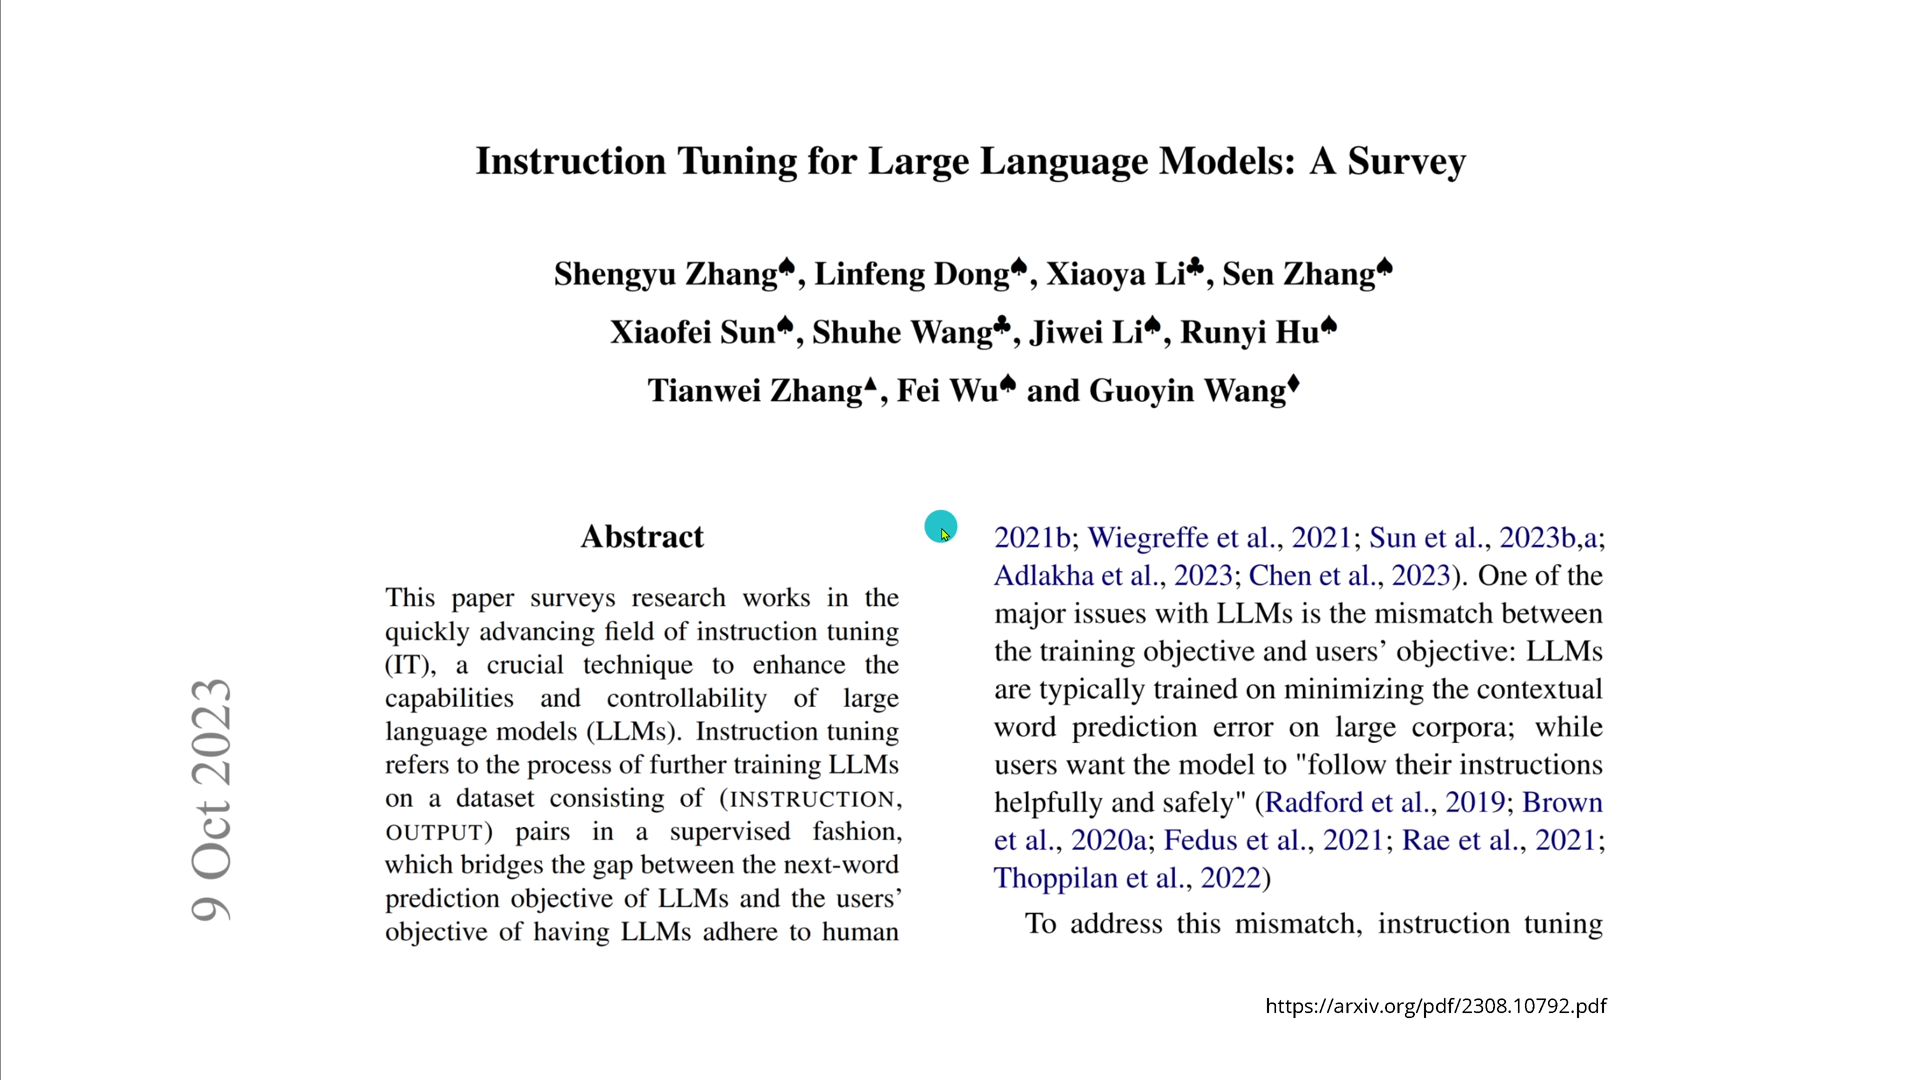 Instruction Tuning for Large Language Models: A Survey
Shengyu Zhang♠, Linfeng Dong♠, Xiaoya Li♣, Sen Zhang♠
Xiaofei Sun♠, Shuhe Wang♣, Jiwei Li♠, Runyi Hu♠
Tianwei Zhang▲, Fei Wu♠ and Guoyin Wang♦
Abstract
This paper surveys research works in the
quickly advancing field of instruction tuning
(IT), a crucial technique to enhance the
capabilities and controllability of large
language models (LLMs). Instruction tuning
refers to the process of further training LLMs
on a dataset consisting of (INSTRUCTION,
OUTPUT) pairs in a supervised fashion,
which bridges the gap between the next-word
prediction objective of LLMs and the users’
objective of having LLMs adhere to human
2021b; Wiegreffe et al., 2021; Sun et al., 2023b,a;
Adlakha et al., 2023; Chen et al., 2023). One of the
major issues with LLMs is the mismatch between
the training objective and users’ objective: LLMs
are typically trained on minimizing the contextual
word prediction error on large corpora; while
users want the model to "follow their instructions
helpfully and safely" (Radford et al., 2019; Brown
et al., 2020a; Fedus et al., 2021; Rae et al., 2021;
Thoppilan et al., 2022)
To address this mismatch, instruction tuning
9 Oct 2023
https://arxiv.org/pdf/2308.10792.pdf